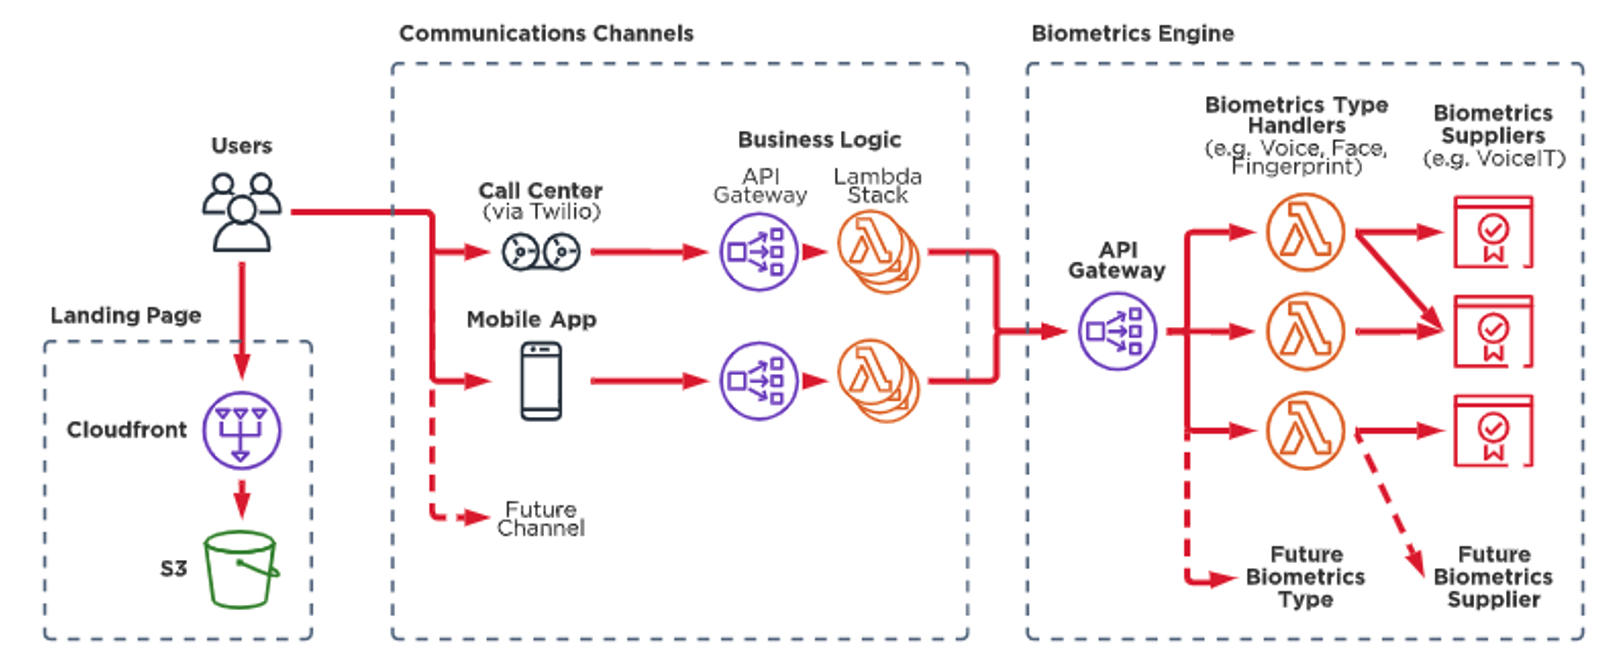 Communications Channels
Biometrics Engine
Users
Landing Page
Cloudfront
S3
Call Center
(via Twilio)
Mobile App
Future
Channel
Business Logic
API
Gateway
Lambda
Stack
API
Gateway
Biometrics Type
Handlers
(e.g. Voice, Face,
Fingerprint)
Biometrics
Suppliers
(e.g. VoiceIT)
Future
Biometrics
Type
Future
Biometrics
Supplier